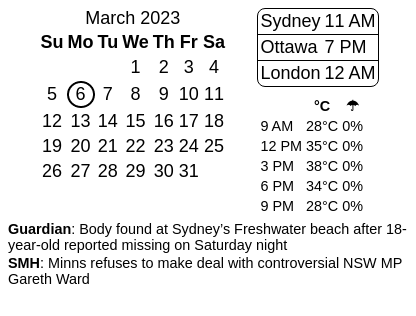 March 2023
Su Mo Tu We Th Fr Sa
1 2 3 4
5 6 7 8 9 10 11
12 13 14 15 16 17 18
19 20 21 22 23 24 25
26 27 28 29 30 31
Sydney 11 AM
Ottawa 7 PM
London 12 AM
°C ☂
9 AM 28°C 0%
12 PM 35°C 0%
3 PM 38°C 0%
6 PM 34°C 0%
9 PM 28°C 0%
Guardian: Body found at Sydney's Freshwater beach after 18-
year-old reported missing on Saturday night
SMH: Minns refuses to make deal with controversial NSW MP
Gareth Ward